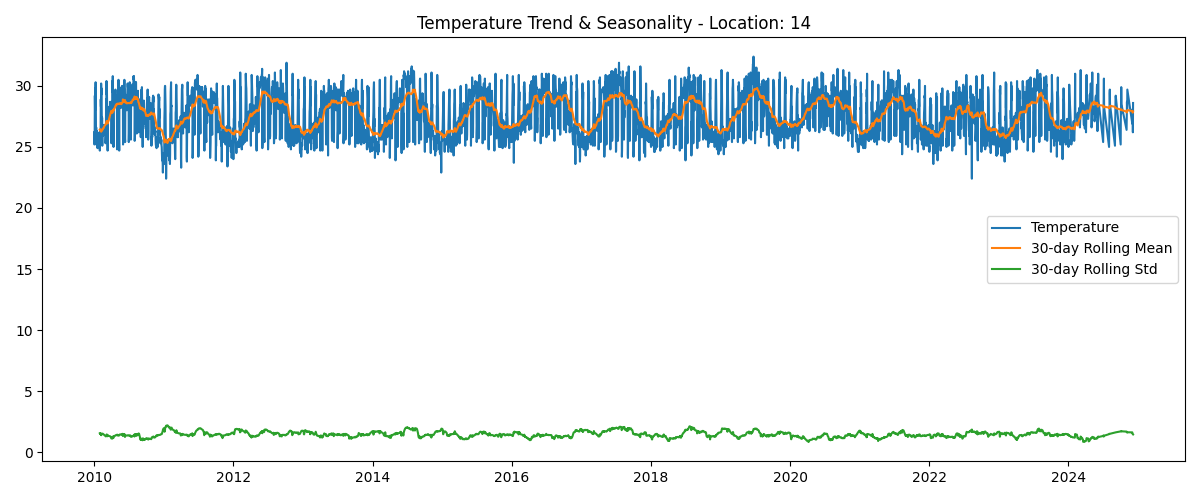 Temperature Trend & Seasonality - Location: 14
30
25
20
15
10
5
0
Temperature
30-day Rolling Mean
30-day Rolling Std
2010 2012 2014 2016 2018 2020 2022 2024